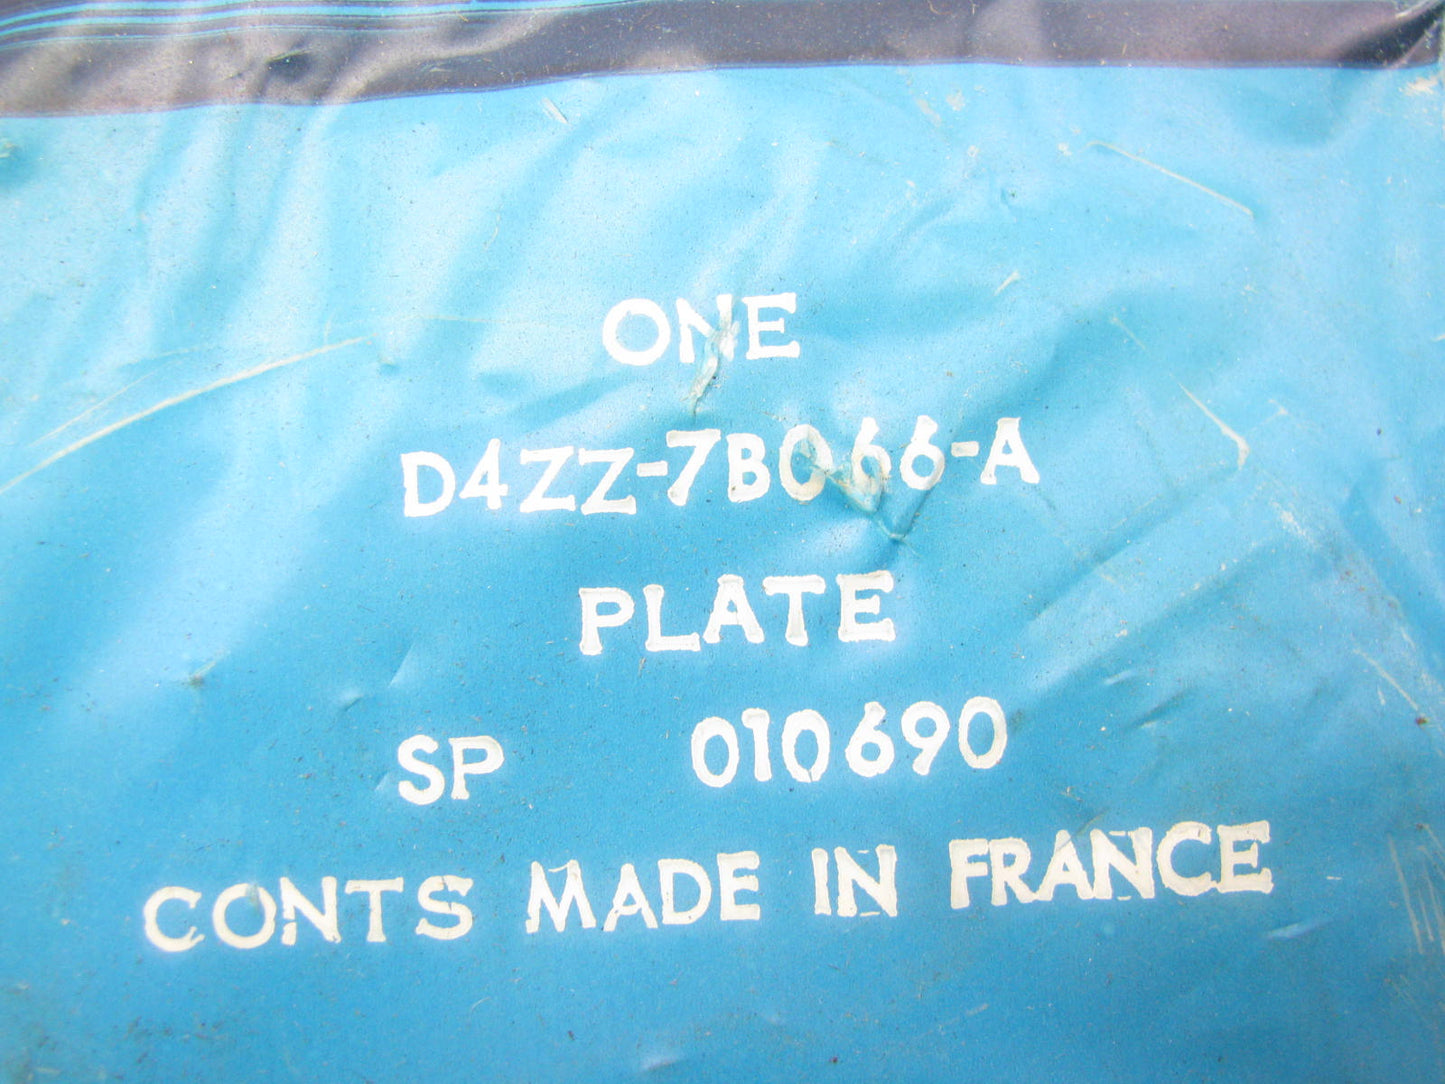 ONE
D4ZZ-7B066-A
PLATE
SP 010690
CONTS MADE IN FRANCE